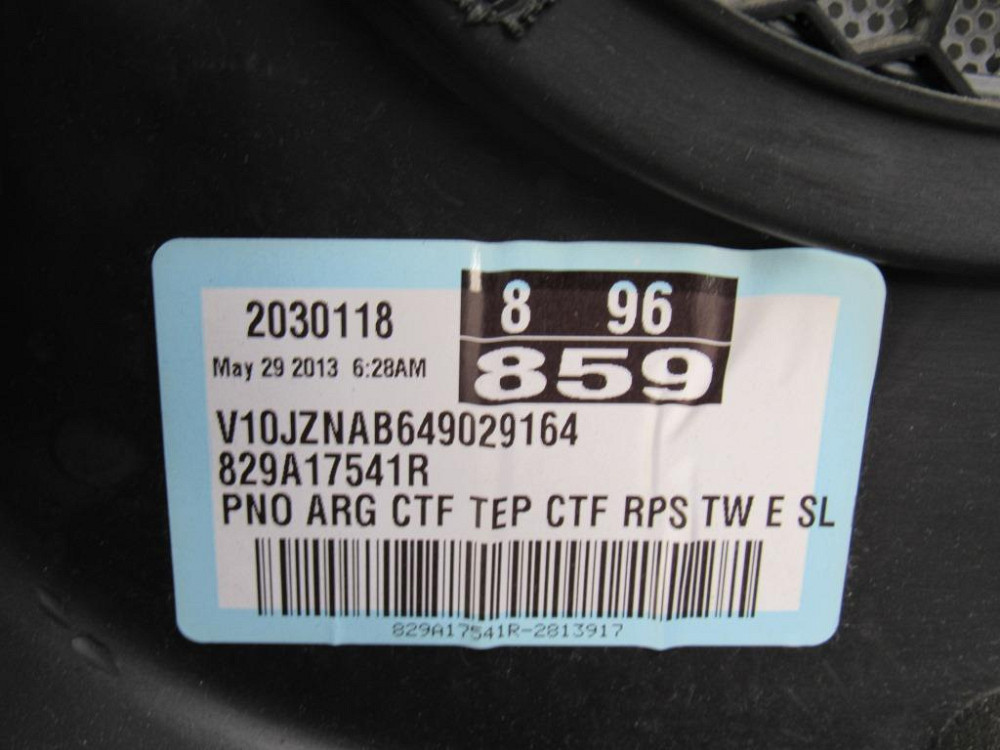 2030118
8 96
859
May 29 2013 6:28AM
V10JZNAB649029164
829A17541R
PNO ARG CTF TEP CTF RPS TW E SL
829A17541R-2813917